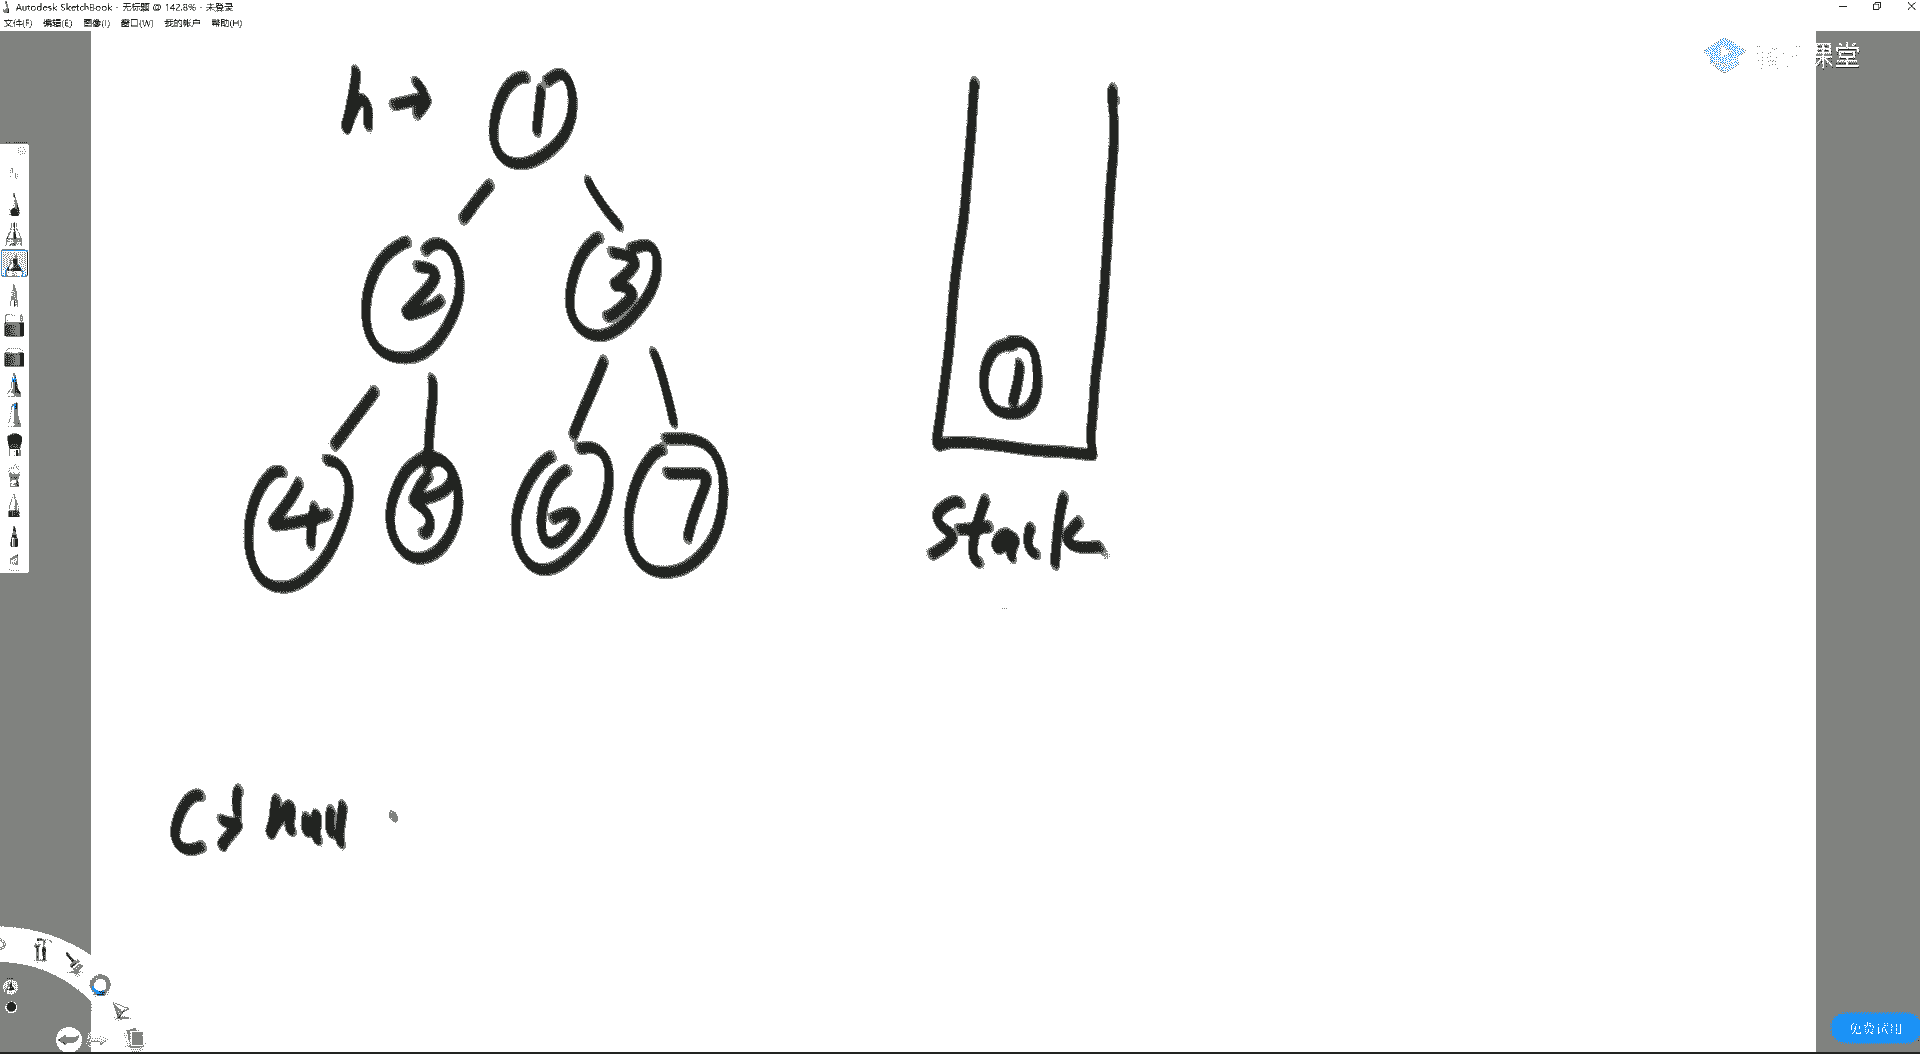 Autodesk SketchBook - 无标题 @ 142.8% - 未登录
文件(F) 编辑(E) 图像(I) 窗口(W) 我的帐户 帮助(H)
课堂
h → 1
2 3
4 5 6 7
1
Stack
C → null
免费试用